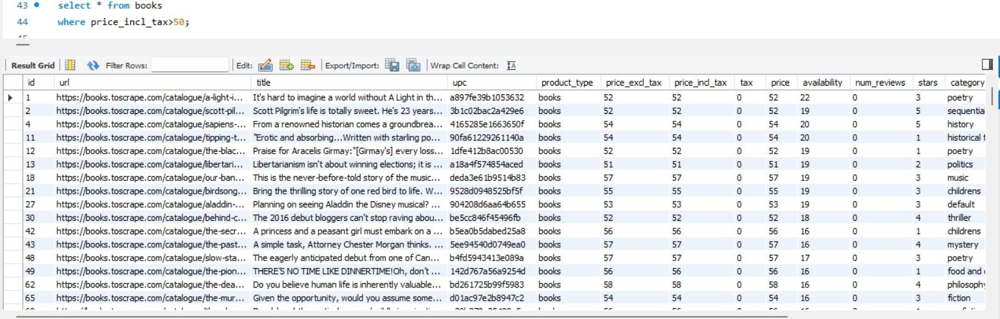 43 select * from books
44 where price_incl_tax>50;
Result Grid Filter Rows: Edit: Export/Import: Wrap Cell Content:
id url title upc product_type price_excl_tax price_incl_tax tax price availability num_reviews stars category
1 https://books.toscrape.com/catalogue/a-light-i... It's hard to imagine a world without A Light in th... a897fe39b1053632 books 52 52 0 52 22 0 3 poetry
2 https://books.toscrape.com/catalogue/scott-pil... Scott Pilgrim's life is totally sweet. He's 23 years... 3b1c02bac2a429e6 books 52 52 0 52 19 0 5 sequential
4 https://books.toscrape.com/catalogue/sapiens-... From a renowned historian comes a groundbrea... 4165285e1663650f books 54 54 0 54 20 0 5 history
11 https://books.toscrape.com/catalogue/tipping-t... "Erotic and absorbing...Written with starling po... 90fa61229261140a books 54 54 0 54 20 0 1 historical f
12 https://books.toscrape.com/catalogue/the-blac... Praise for Aracelis Girmay:"[Girmay's] every loss... 1dfe412b8ac00530 books 52 52 0 52 19 0 1 poetry
13 https://books.toscrape.com/catalogue/libertari... Libertarianism isn't about winning elections; it is ... a18a4f574854aced books 51 51 0 51 19 0 2 politics
18 https://books.toscrape.com/catalogue/our-ban... This is the never-before-told story of the music... deda3e61b9514b83 books 57 57 0 57 19 0 3 music
21 https://books.toscrape.com/catalogue/birdsong... Bring the thrilling story of one red bird to life. W... 9528d0948525bf5f books 55 55 0 55 19 0 3 childrens
27 https://books.toscrape.com/catalogue/aladdin-... Planning on seeing Aladdin the Disney musical? ... 904208d6aa64b655 books 53 53 0 53 19 0 3 default
30 https://books.toscrape.com/catalogue/behind-c... The 2016 debut bloggers can't stop raving abou... be5cc846f45496fb books 52 52 0 52 18 0 4 thriller
42 https://books.toscrape.com/catalogue/the-secr... A princess and a peasant girl must embark on a ... b5ea0b5dabed25a8 books 56 56 0 56 16 0 1 childrens
43 https://books.toscrape.com/catalogue/the-past... A simple task, Attorney Chester Morgan thinks. ... 5ee94540d0749ea0 books 57 57 0 57 16 0 4 mystery
48 https://books.toscrape.com/catalogue/slow-sta... The eagerly anticipated debut from one of Can... b4fd5943413e089a books 57 57 0 57 17 0 3 poetry
49 https://books.toscrape.com/catalogue/the-pion... THERE'S NO TIME LIKE DINNERTIME!Oh, don't ... 142d767a56a9254d books 56 56 0 56 16 0 1 food and
62 https://books.toscrape.com/catalogue/the-dea... Do you believe human life is inherently valuable... bd261725b99f5983 books 58 58 0 58 16 0 4 philosophy
65 https://books.toscrape.com/catalogue/the-mur... Given the opportunity, would you assume some... d01ac97e2b8947c2 books 54 54 0 54 16 0 3 fiction